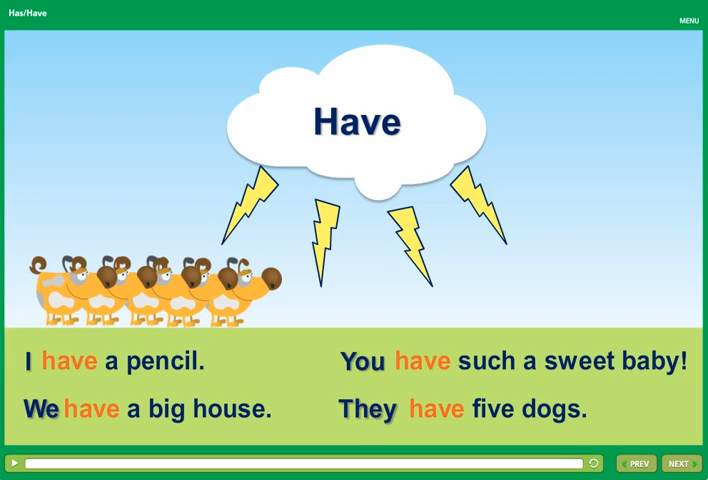 Has/Have
MENU
Have
I have a pencil.
You have such a sweet baby!
We have a big house.
They have five dogs.
PREV
NEXT